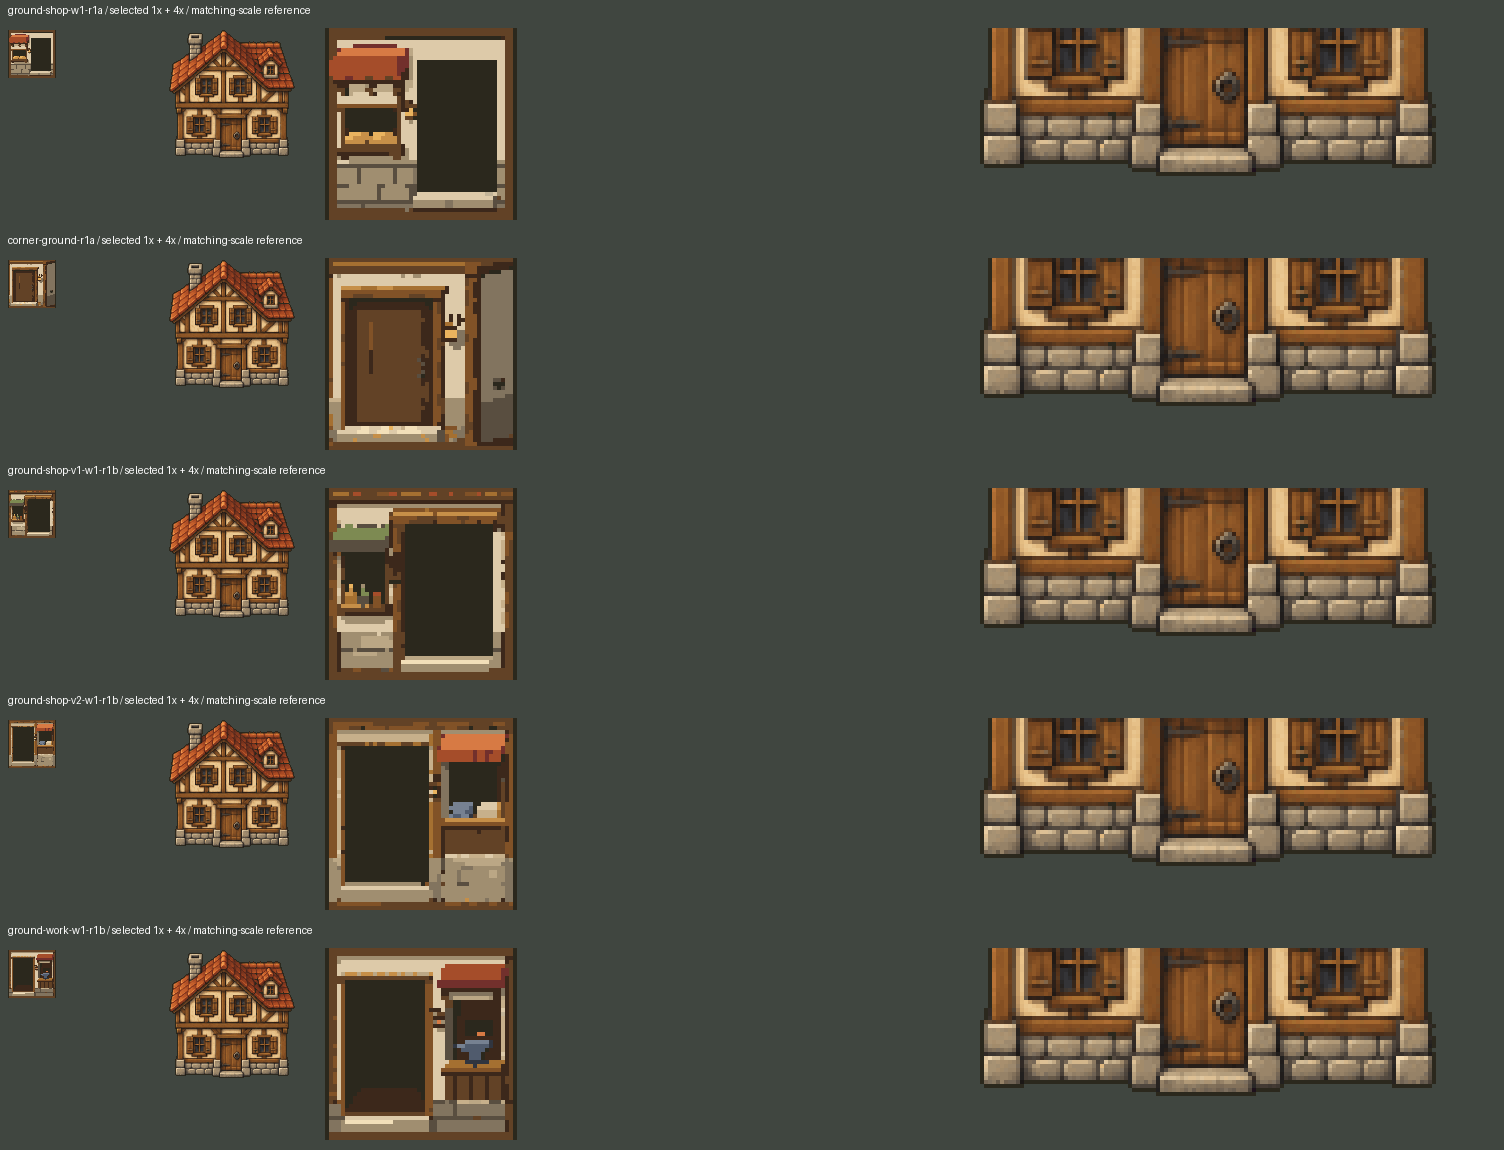 ground-shop-w1-r1a / selected 1x + 4x / matching-scale reference
corner-ground-r1a / selected 1x + 4x / matching-scale reference
ground-shop-v1-w1-r1b / selected 1x + 4x / matching-scale reference
ground-shop-v2-w1-r1b / selected 1x + 4x / matching-scale reference
ground-work-w1-r1b / selected 1x + 4x / matching-scale reference